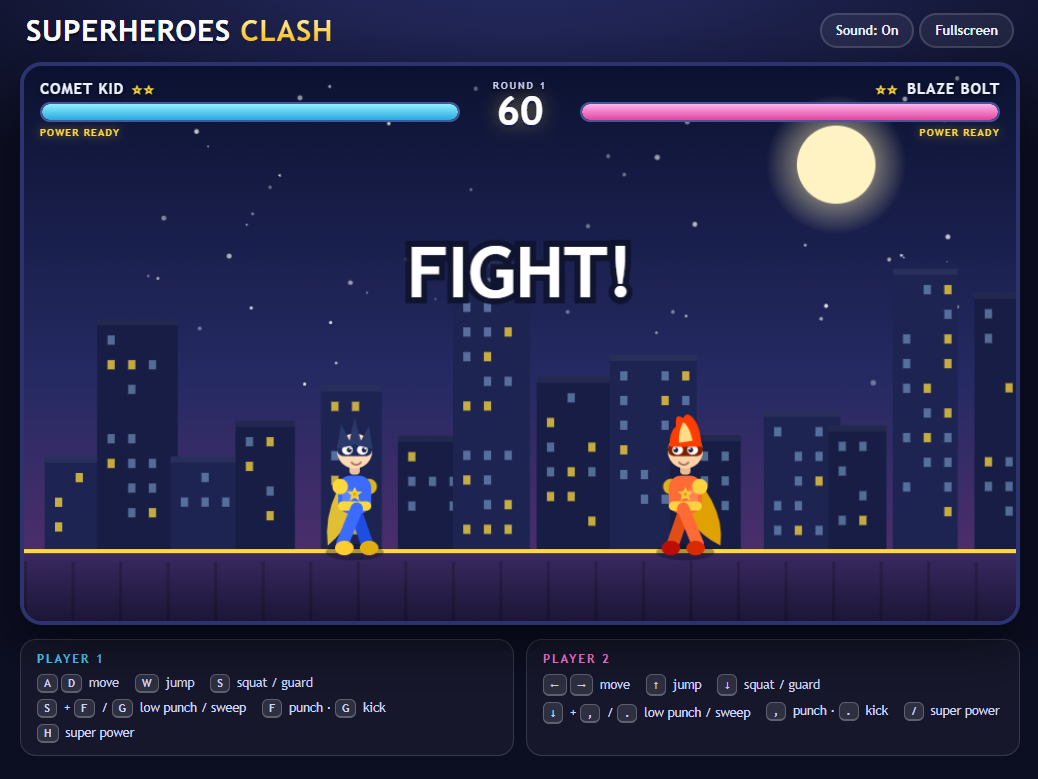 SUPERHEROES CLASH
Sound: On
Fullscreen
COMET KID ★★
ROUND 1
★★ BLAZE BOLT
60
POWER READY
POWER READY
FIGHT!
PLAYER 1
A D move W jump S squat / guard
S + F / G low punch / sweep F punch · G kick
H super power
PLAYER 2
← → move ↑ jump ↓ squat / guard
↓ + , / . low punch / sweep , punch · . kick / super power